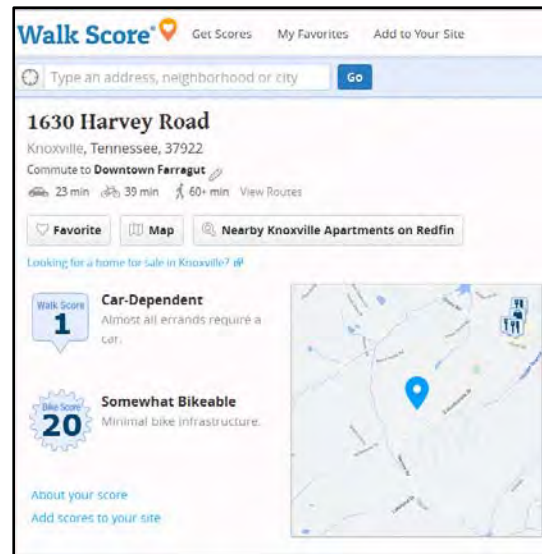 Walk Score® Get Scores My Favorites Add to Your Site
Type an address, neighborhood or city Go
1630 Harvey Road
Knoxville, Tennessee, 37922
Commute to Downtown Farragut
23 min 39 min 60+ min View Routes
Favorite Map Nearby Knoxville Apartments on Redfin
Looking for a home for sale in Knoxville?
Walk Score
1
Car-Dependent
Almost all errands require a
car.
Bike Score
20
Somewhat Bikeable
Minimal bike infrastructure.
About your score
Add scores to your site